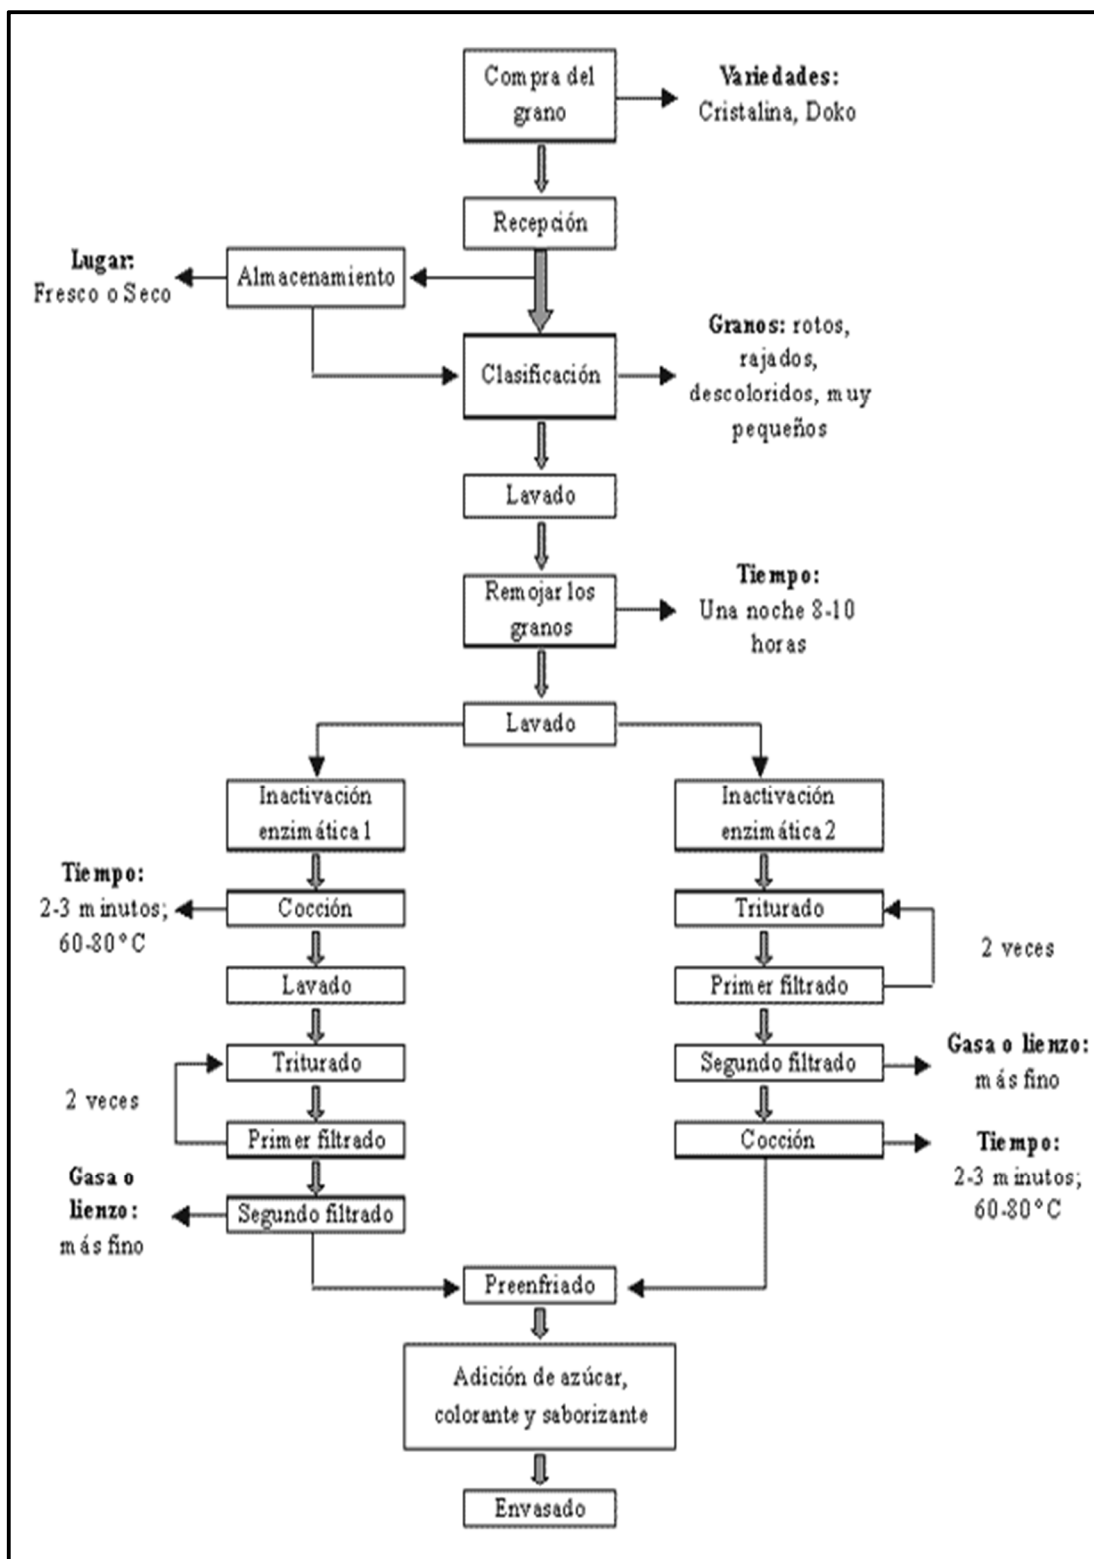 Compra del
grano
Variedades:
Cristalina, Doko
Recepción
Lugar:
Fresco o Seco
Almacenamiento
Clasificación
Granos: rotos,
rajados,
descoloridos, muy
pequeños
Lavado
Remojar los
granos
Tiempo:
Una noche 8-10
horas
Lavado
Inactivación
enzimática 1
Tiempo:
2-3 minutos;
60-80°C
Cocción
Lavado
Triturado
2 veces
Primer filtrado
Gasa o
lienzo:
más fino
Segundo filtrado
Inactivación
enzimática 2
Triturado
2 veces
Primer filtrado
Segundo filtrado
Gasa o lienzo:
más fino
Cocción
Tiempo:
2-3 minutos;
60-80°C
Preenfriado
Adición de azúcar,
colorante y saborizante
Envasado